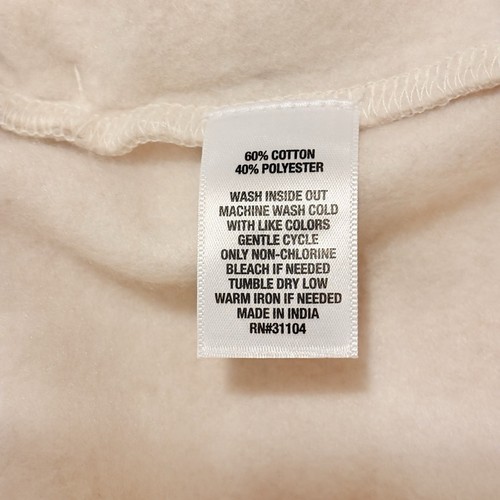 60% COTTON
40% POLYESTER
WASH INSIDE OUT
MACHINE WASH COLD
WITH LIKE COLORS
GENTLE CYCLE
ONLY NON-CHLORINE
BLEACH IF NEEDED
TUMBLE DRY LOW
WARM IRON IF NEEDED
MADE IN INDIA
RN#31104